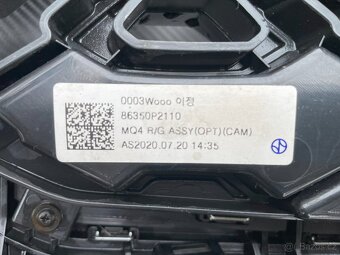 0003Wooo 이정
86350P2110
MQ4 R/G ASSY(OPT)(CAM)
AS2020.07.20 14:35